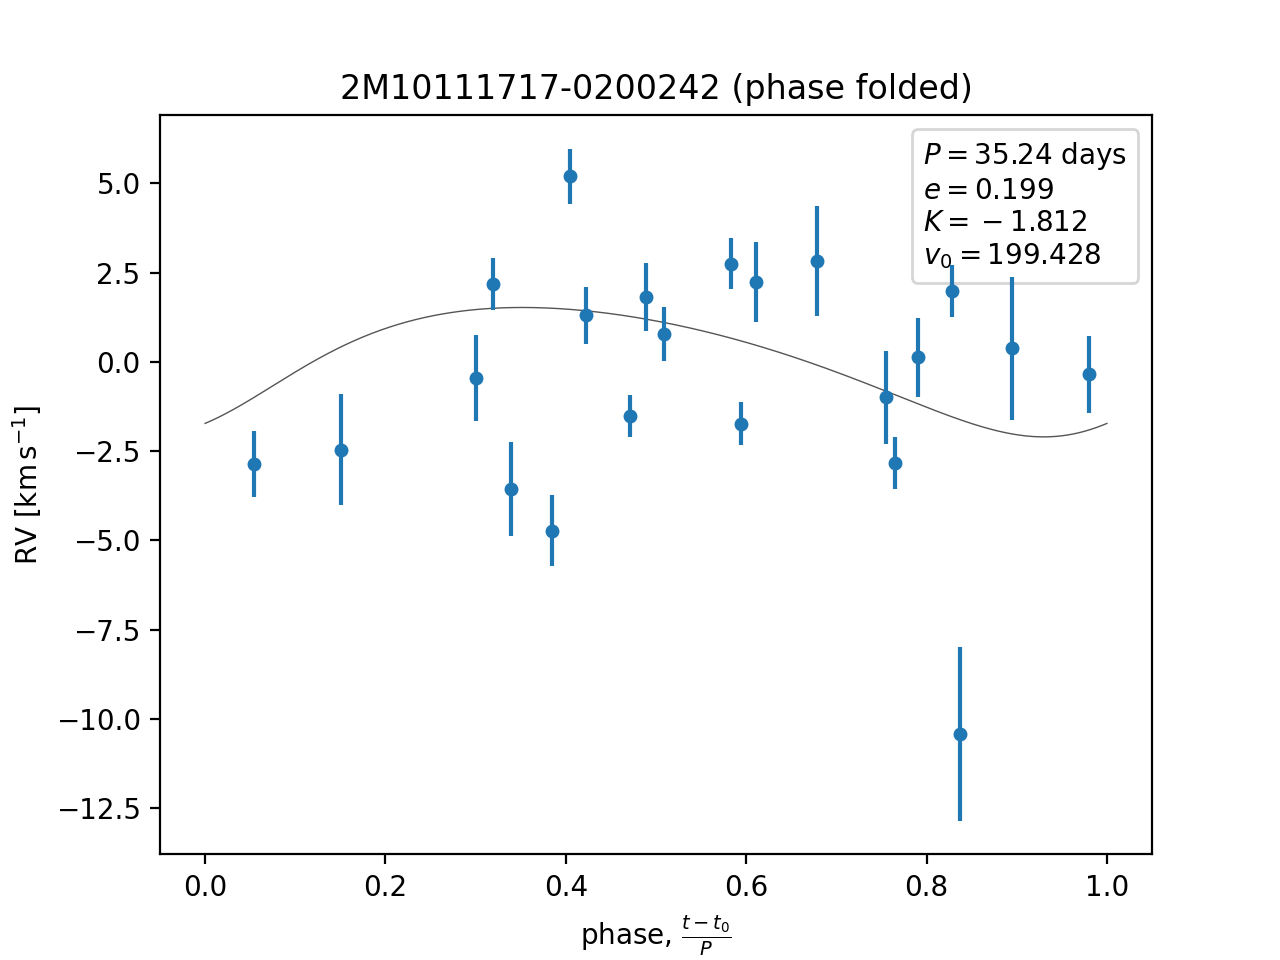 2M10111717-0200242 (phase folded)
P = 35.24 days
e = 0.199
K = −1.812
v₀ = 199.428
5.0
2.5
0.0
−2.5
−5.0
−7.5
−10.0
−12.5
RV [km s⁻¹]
0.0 0.2 0.4 0.6 0.8 1.0
phase, (t − t₀)/P